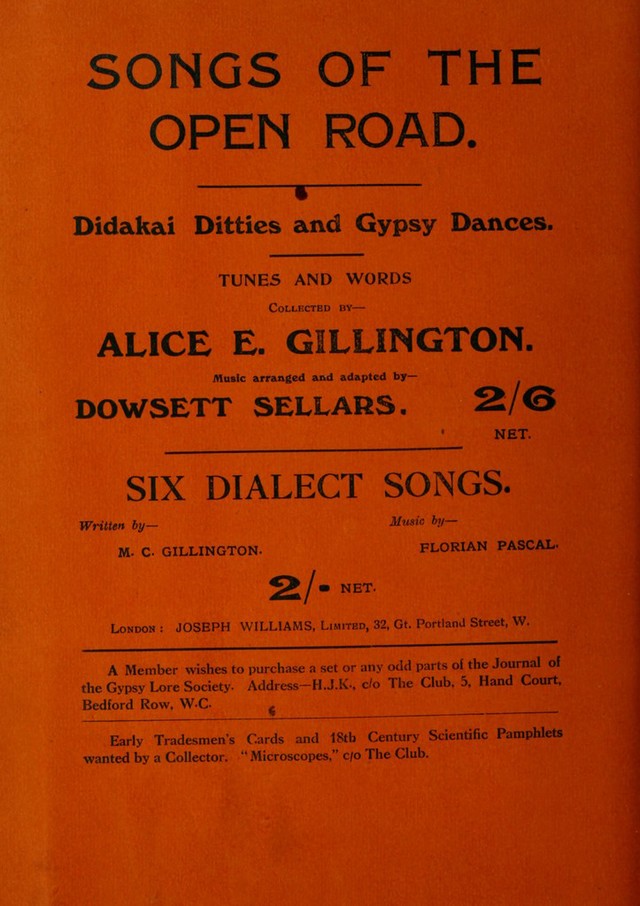 SONGS OF THE
OPEN ROAD.
Didakai Ditties and Gypsy Dances.
TUNES AND WORDS
COLLECTED BY—
ALICE E. GILLINGTON.
Music arranged and adapted by—
DOWSETT SELLARS. 2/6
NET.
SIX DIALECT SONGS.
Written by— Music by—
M. C. GILLINGTON. FLORIAN PASCAL.
2/- NET.
LONDON: JOSEPH WILLIAMS, LIMITED, 32, Gt. Portland Street, W.
A Member wishes to purchase a set or any odd parts of the Journal of
the Gypsy Lore Society. Address—H.J.K., c/o The Club, 5, Hand Court,
Bedford Row, W.C.
Early Tradesmen's Cards and 18th Century Scientific Pamphlets
wanted by a Collector. "Microscopes," c/o The Club.